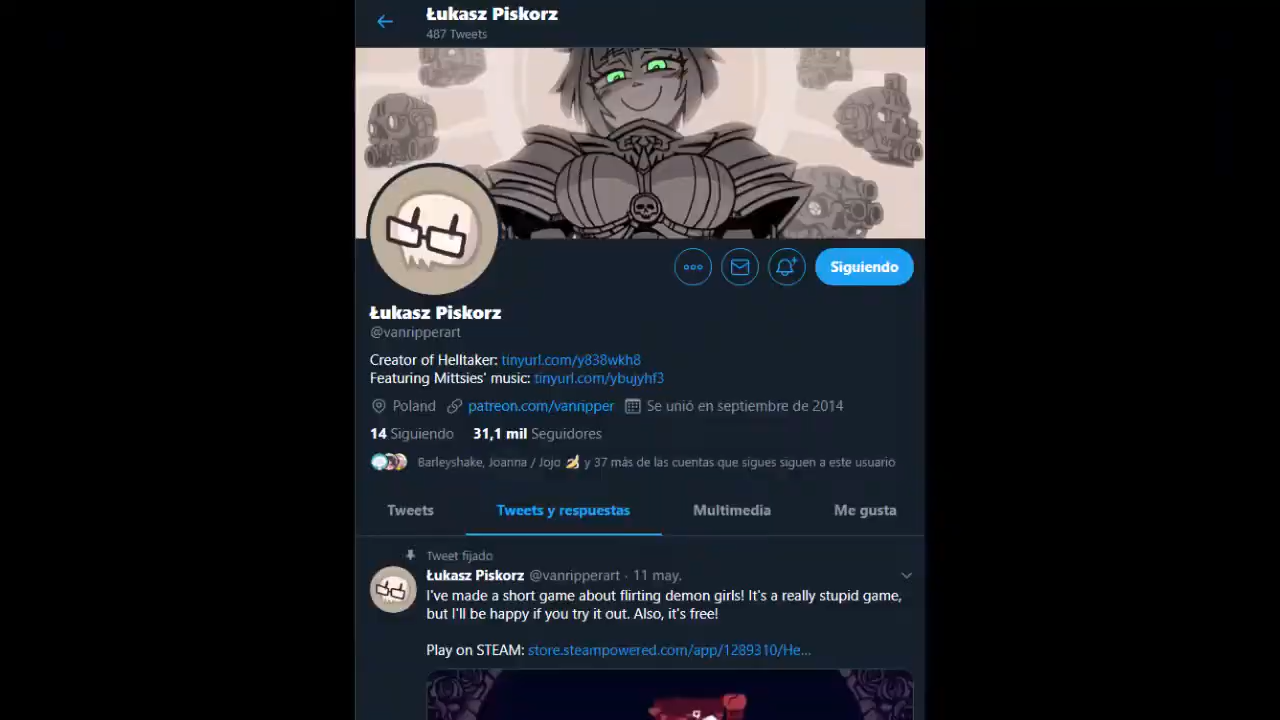 Łukasz Piskorz
487 Tweets
Siguiendo
Łukasz Piskorz
@vanripperart
Creator of Helltaker: tinyurl.com/y838wkh8
Featuring Mittsies' music: tinyurl.com/ybujyhf3
Poland patreon.com/vanripper Se unió en septiembre de 2014
14 Siguiendo 31,1 mil Seguidores
Barleyshake, Joanna / Jojo 🍌 y 37 más de las cuentas que sigues siguen a este usuario
Tweets Tweets y respuestas Multimedia Me gusta
Tweet fijado
Łukasz Piskorz @vanripperart · 11 may.
I've made a short game about flirting demon girls! It's a really stupid game,
but I'll be happy if you try it out. Also, it's free!
Play on STEAM: store.steampowered.com/app/1289310/He...